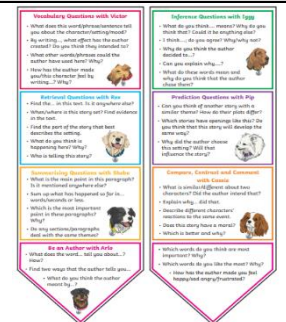 Vocabulary Questions with Victor
• What does this word/phrase/sentence tell
you about the character/setting/mood?
• By writing..., what effect has the author
created? Do you think they intended to?
• What other words/phrases could the
author have used here? Why?
• How has the author made
you/this character feel by
writing...? Why?
Retrieval Questions with Rex
• Find the... in this text. Is it anywhere else?
• When/where is this story set? Find evidence
in the text.
• Find the part of the story that best
describes the setting.
• What do you think is
happening here? Why?
• Who is telling this story?
Summarising Questions with Sheba
• What is the main point in this paragraph?
Is it mentioned anywhere else?
• Sum up what has happened so far in...
words/seconds or less.
• Which is the most important
point in these paragraphs?
Why?
• Do any sections/paragraphs
deal with the same themes?
Be an Author with Arlo
• What does the word... tell you about...?
How?
• Find two ways that the author tells you...
• What do you think the author
meant by...?
Inference Questions with Iggy
• What do you think.... means? Why do you
think that? Could it be anything else?
• I think....; do you agree? Why/why not?
• Why do you think the author
decided to...?
• Can you explain why....?
• What do these words mean and
why do you think that the author
chose them?
Prediction Questions with Pip
• Can you think of another story with a
similar theme? How do their plots differ?
• Which stories have openings like this? Do
you think that this story will develop the
same way?
• Why did the author choose
this setting? Will that
influence the story?
Compare, Contrast and Comment
with Cassie
• What is similar/different about two
characters? Did the author intend that?
• Explain why... did that.
• Describe different characters'
reactions to the same event.
• Does this story have a moral?
• Which is better and why?
• Which words do you think are most
important? Why?
• Which words do you like the most? Why?
• How has the author made you feel
happy/sad angry/frustrated?